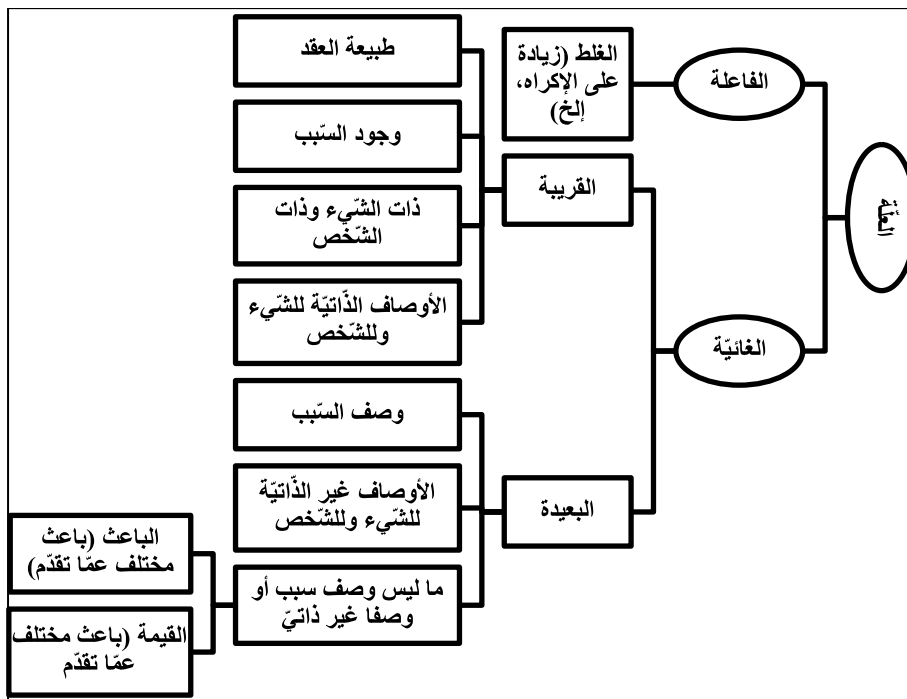 العلّة
الفاعلة
الغلط (زيادة
على الإكراه،
إلخ)
الغائيّة
القريبة
طبيعة العقد
وجود السّبب
ذات الشّيء وذات
الشّخص
الأوصاف الذّاتيّة للشّيء
وللشّخص
البعيدة
وصف السّبب
الأوصاف غير الذّاتيّة
للشّيء وللشّخص
ما ليس وصف سبب أو
وصفا غير ذاتيّ
الباعث (باعث
مختلف عمّا تقدّم)
القيمة (باعث مختلف
عمّا تقدّم